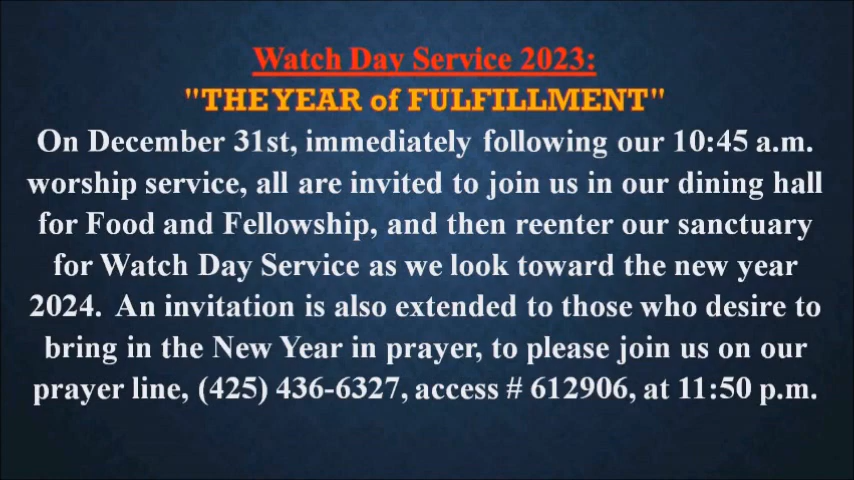 Watch Day Service 2023:
"THE YEAR of FULFILLMENT"
On December 31st, immediately following our 10:45 a.m.
worship service, all are invited to join us in our dining hall
for Food and Fellowship, and then reenter our sanctuary
for Watch Day Service as we look toward the new year
2024.  An invitation is also extended to those who desire to
bring in the New Year in prayer, to please join us on our
prayer line, (425) 436-6327, access # 612906, at 11:50 p.m.